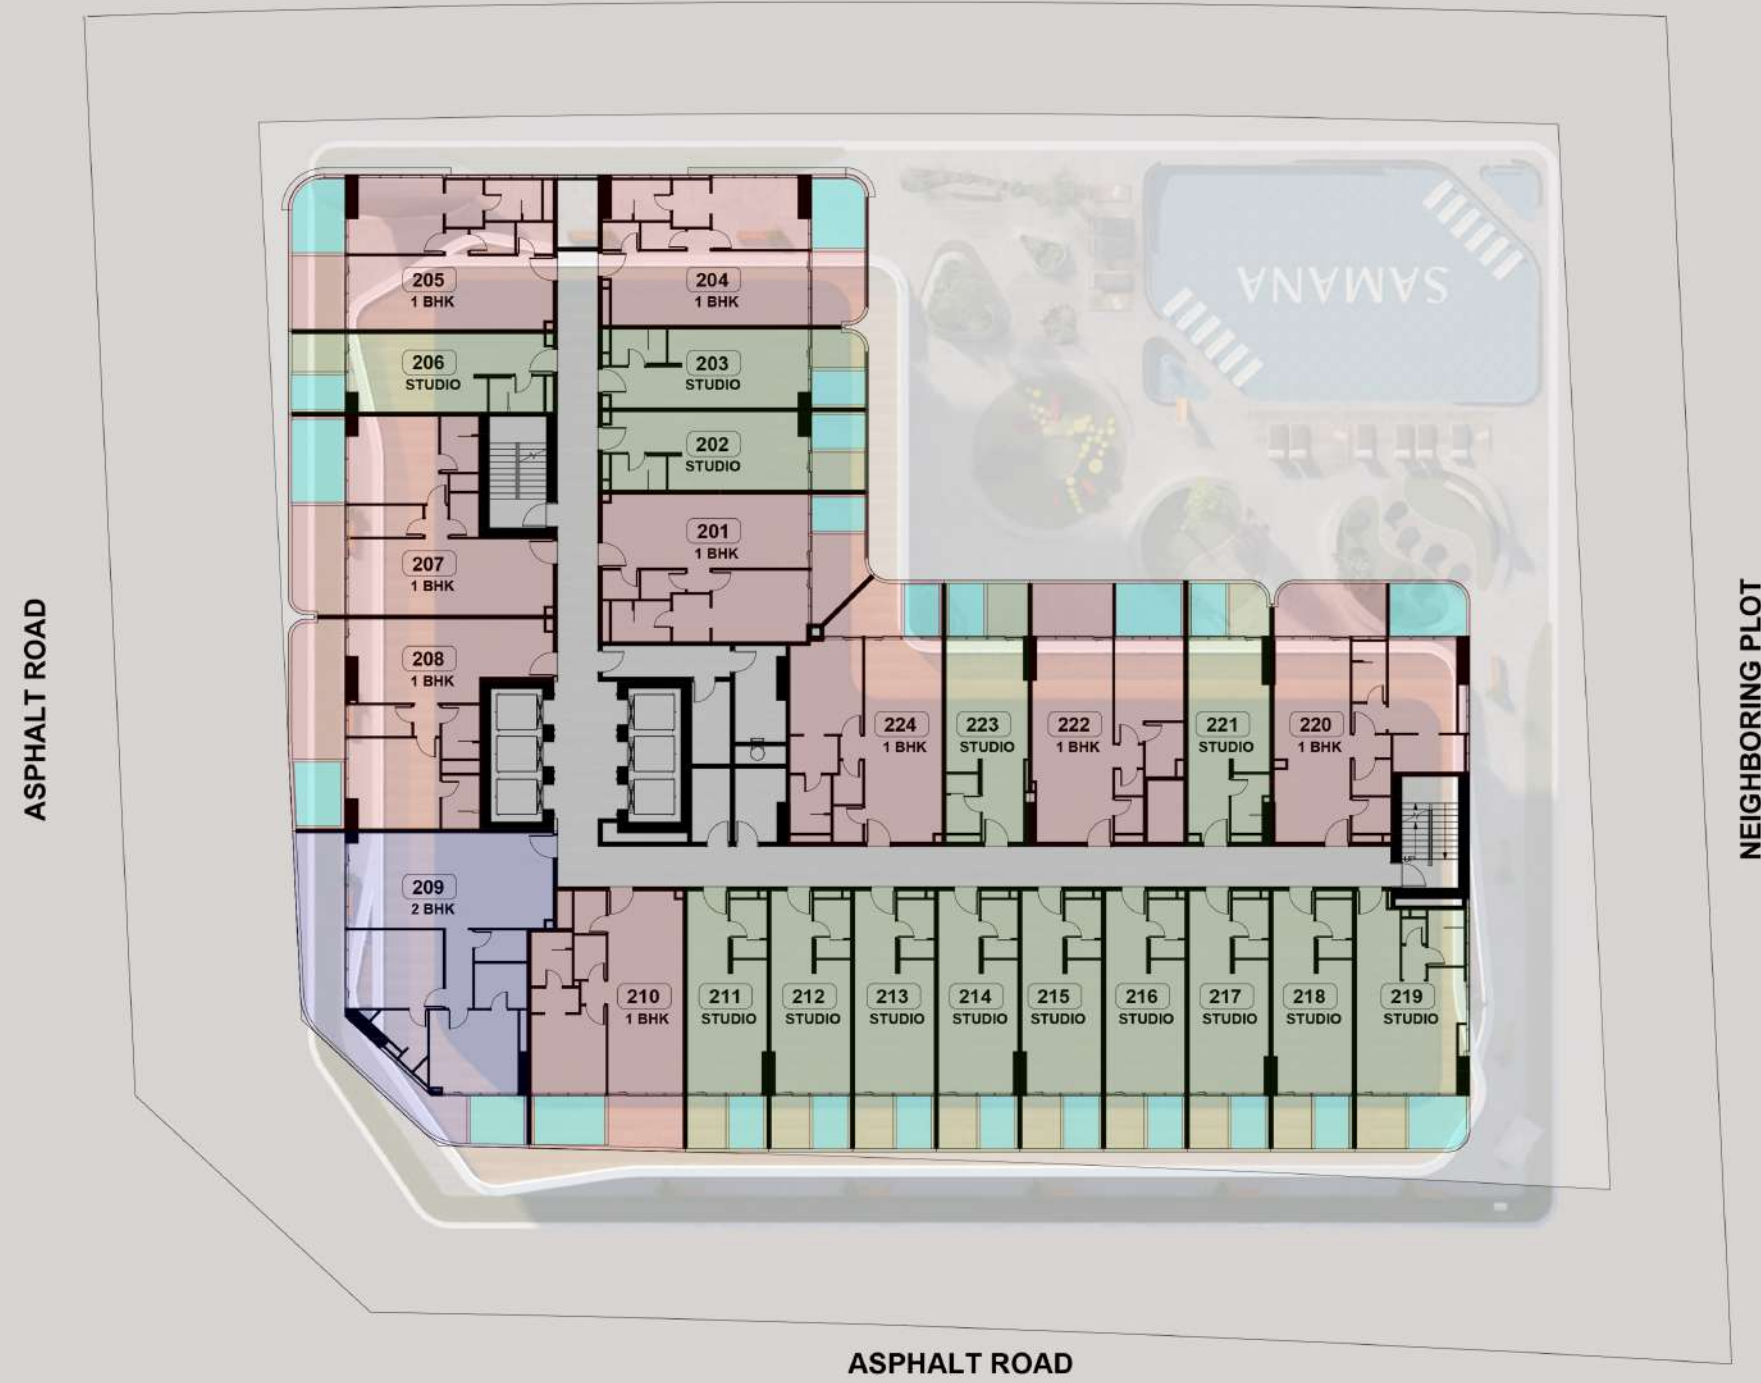 SAMANA
205
1 BHK
204
1 BHK
206
STUDIO
203
STUDIO
202
STUDIO
201
1 BHK
207
1 BHK
208
1 BHK
224
1 BHK
223
STUDIO
222
1 BHK
221
STUDIO
220
1 BHK
209
2 BHK
210
1 BHK
211
STUDIO
212
STUDIO
213
STUDIO
214
STUDIO
215
STUDIO
216
STUDIO
217
STUDIO
218
STUDIO
219
STUDIO
UP
ASPHALT ROAD
NEIGHBORING PLOT
ASPHALT ROAD